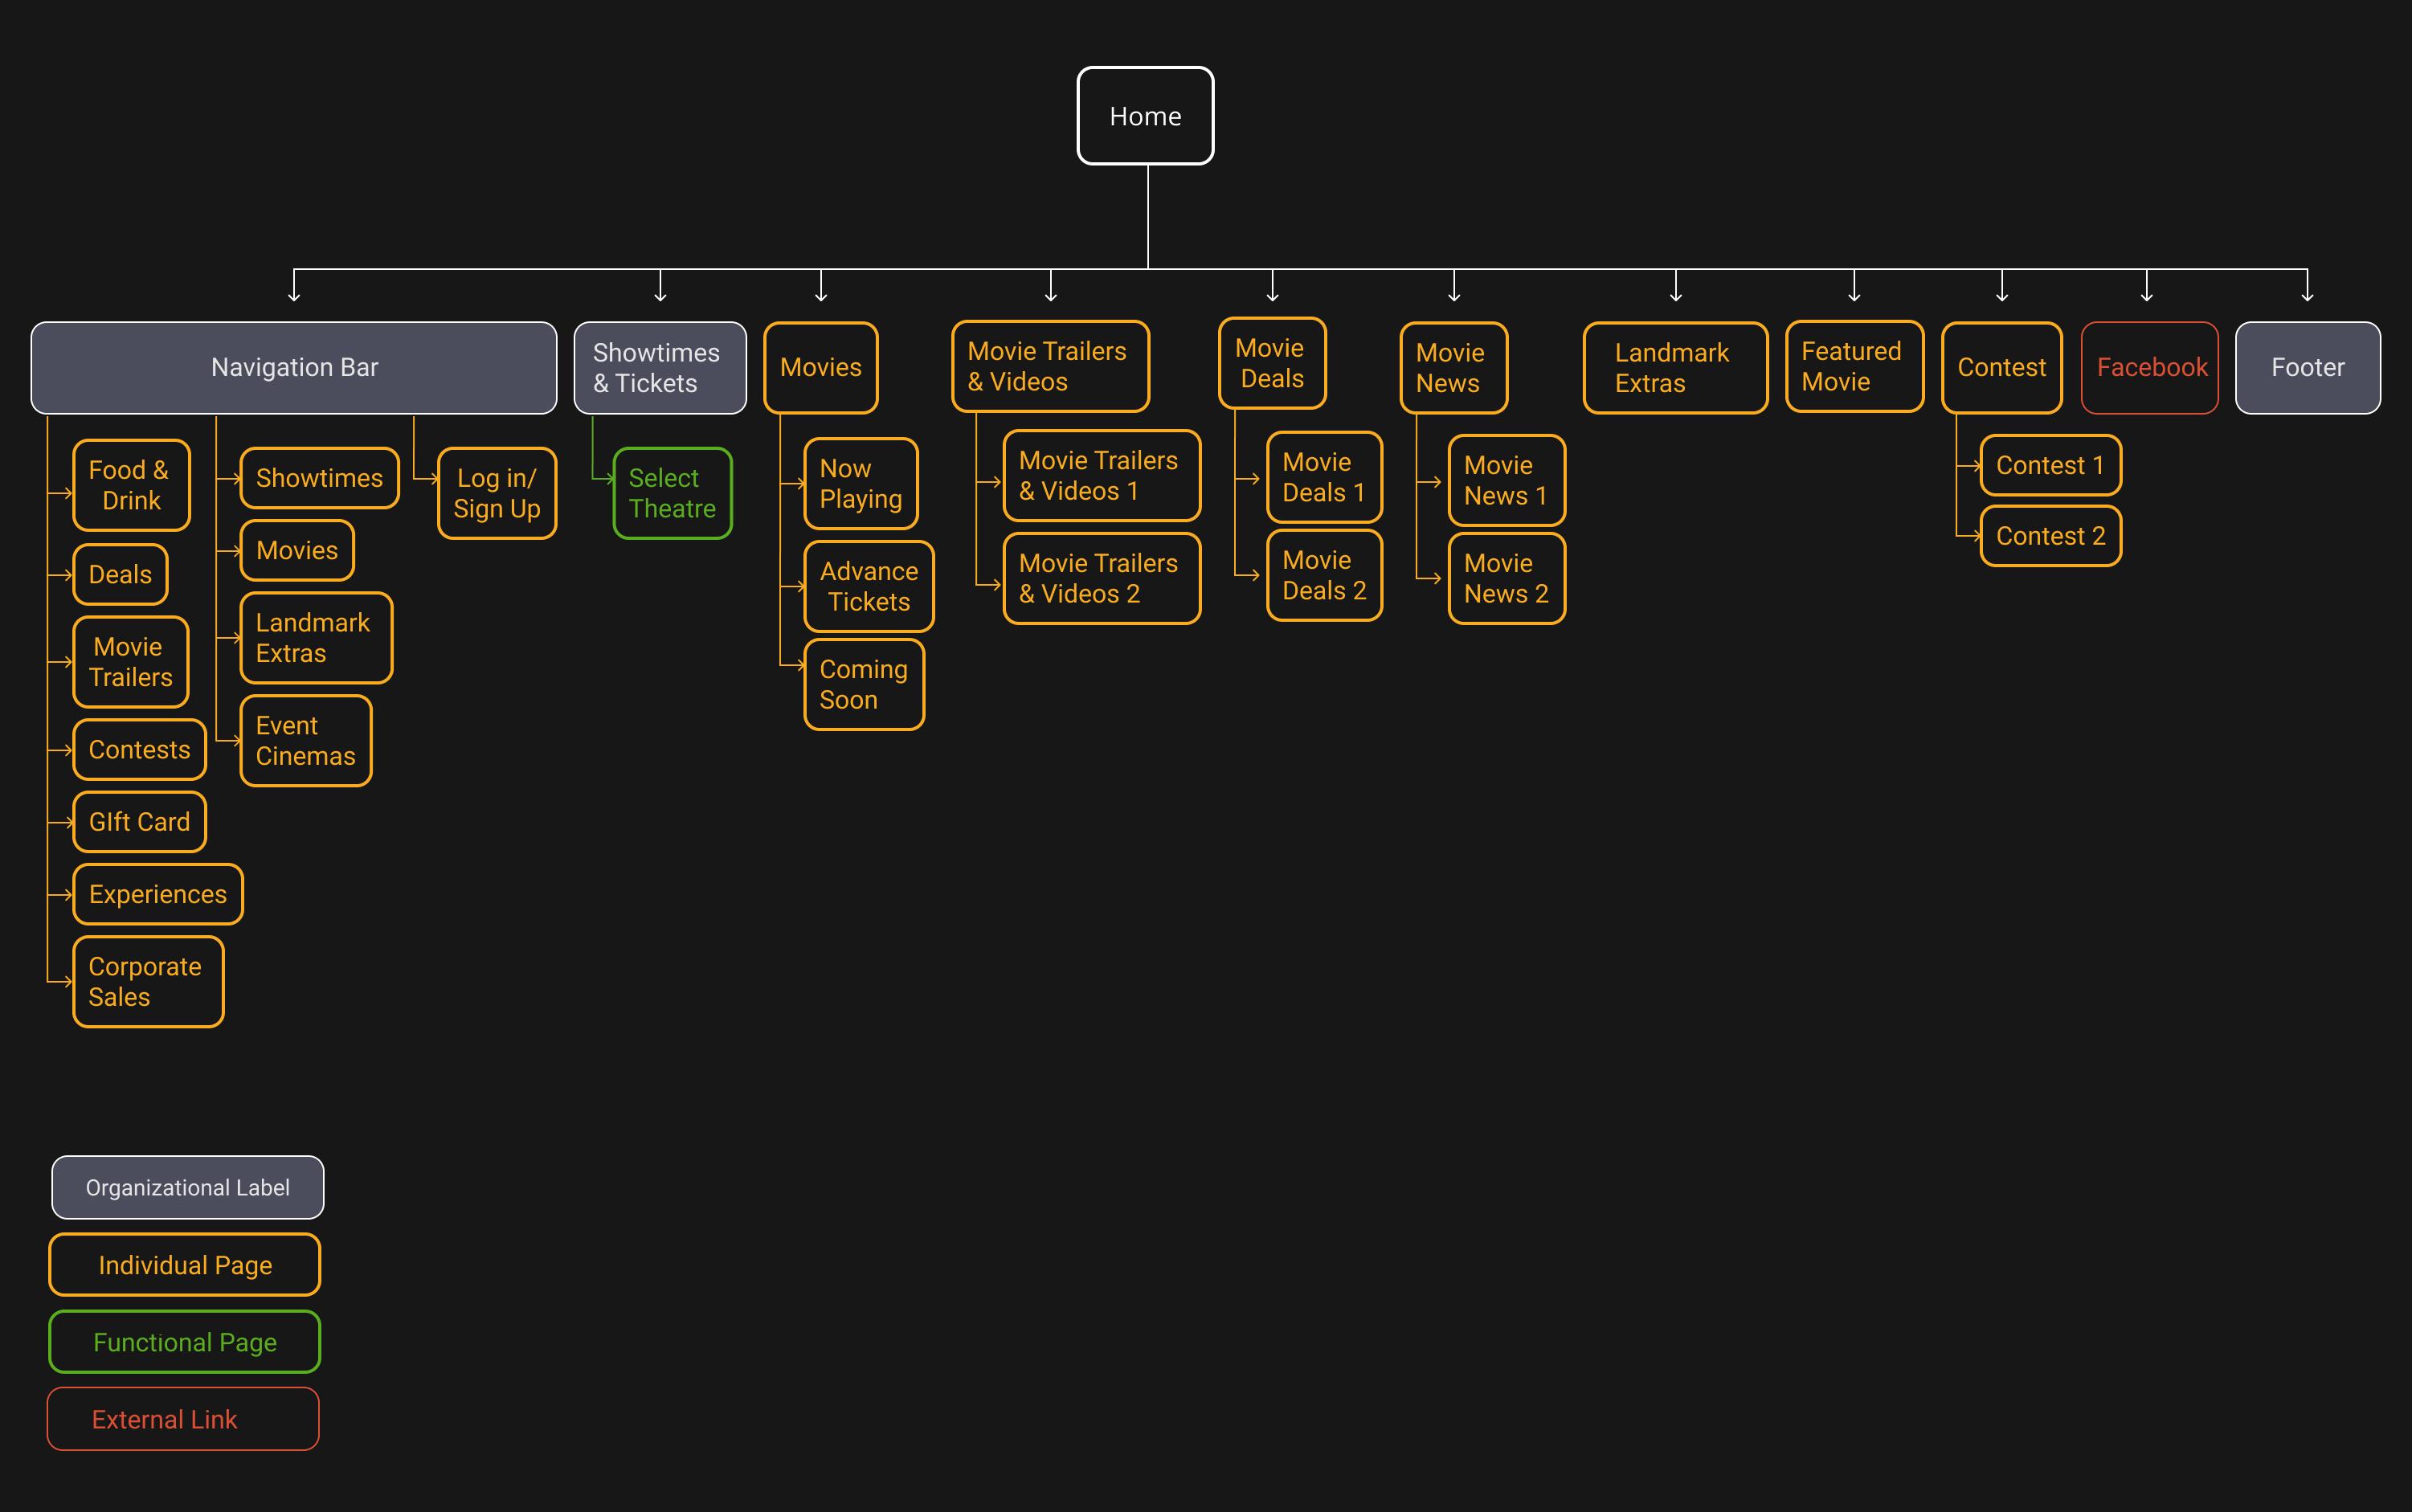 Home
Navigation Bar
Showtimes
& Tickets
Movies
Movie Trailers
& Videos
Movie
Deals
Movie
News
Landmark
Extras
Featured
Movie
Contest
Facebook
Footer
Food &
Drink
Deals
Movie
Trailers
Contests
GIft Card
Experiences
Corporate
Sales
Showtimes
Movies
Landmark
Extras
Event
Cinemas
Log in/
Sign Up
Select
Theatre
Now
Playing
Advance
Tickets
Coming
Soon
Movie Trailers
& Videos 1
Movie Trailers
& Videos 2
Movie
Deals 1
Movie
Deals 2
Movie
News 1
Movie
News 2
Contest 1
Contest 2
Organizational Label
Individual Page
Functional Page
External Link